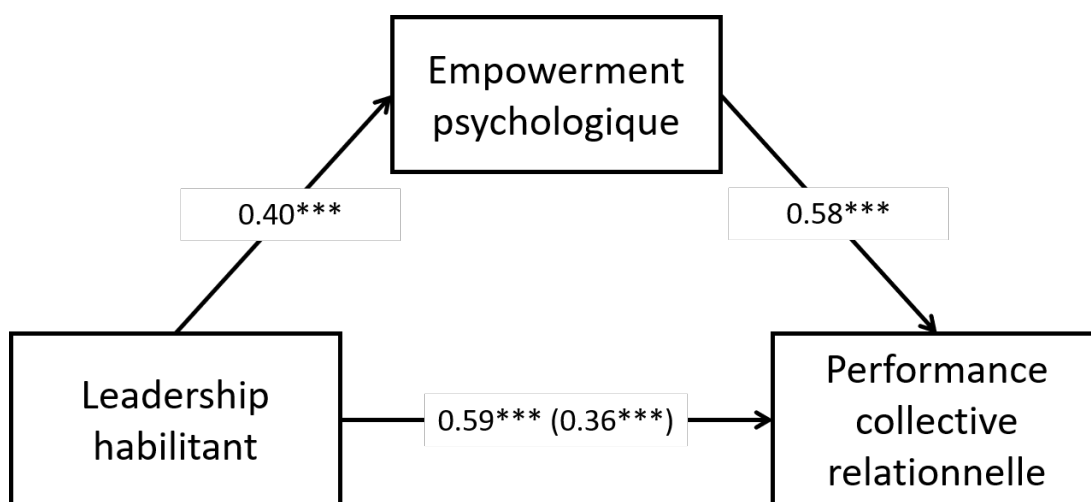 Empowerment
psychologique
0.40***
0.58***
Leadership
habilitant
0.59*** (0.36***)
Performance
collective
relationnelle